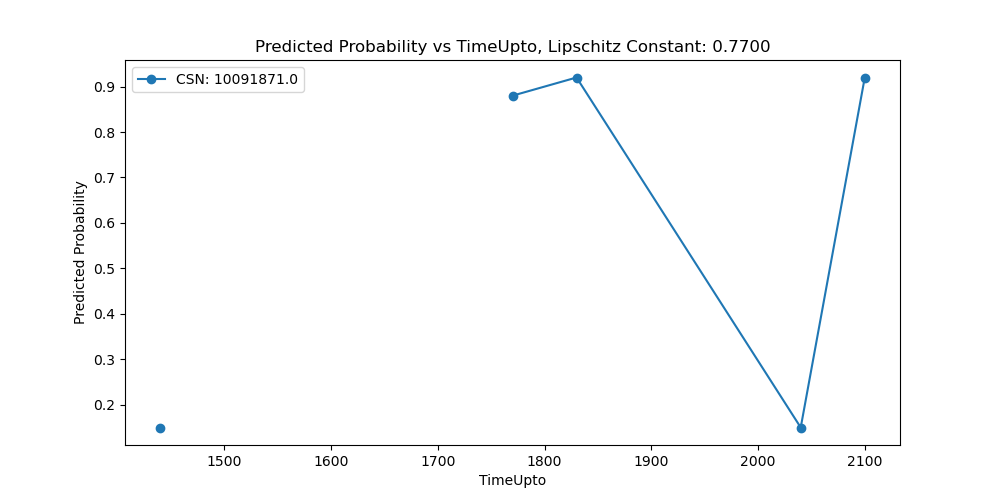 Predicted Probability vs TimeUpto, Lipschitz Constant: 0.7700
CSN: 10091871.0
Predicted Probability
0.9
0.8
0.7
0.6
0.5
0.4
0.3
0.2
1500 1600 1700 1800 1900 2000 2100
TimeUpto